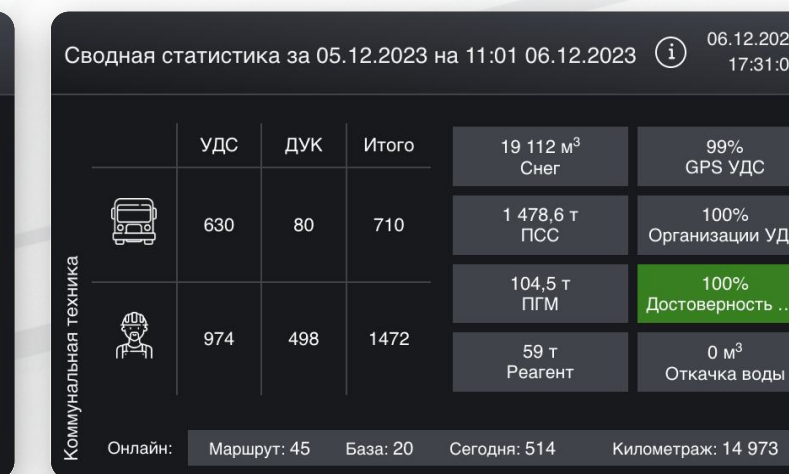 Сводная статистика за 05.12.2023 на 11:01 06.12.2023
06.12.202
17:31:0
УДС ДУК Итого
630 80 710
974 498 1472
Коммунальная техника
19 112 м³
Снег
99%
GPS УДС
1 478,6 т
ПСС
100%
Организации УД
104,5 т
ПГМ
100%
Достоверность ...
59 т
Реагент
0 м³
Откачка воды
Онлайн: Маршрут: 45 База: 20 Сегодня: 514 Километраж: 14 973